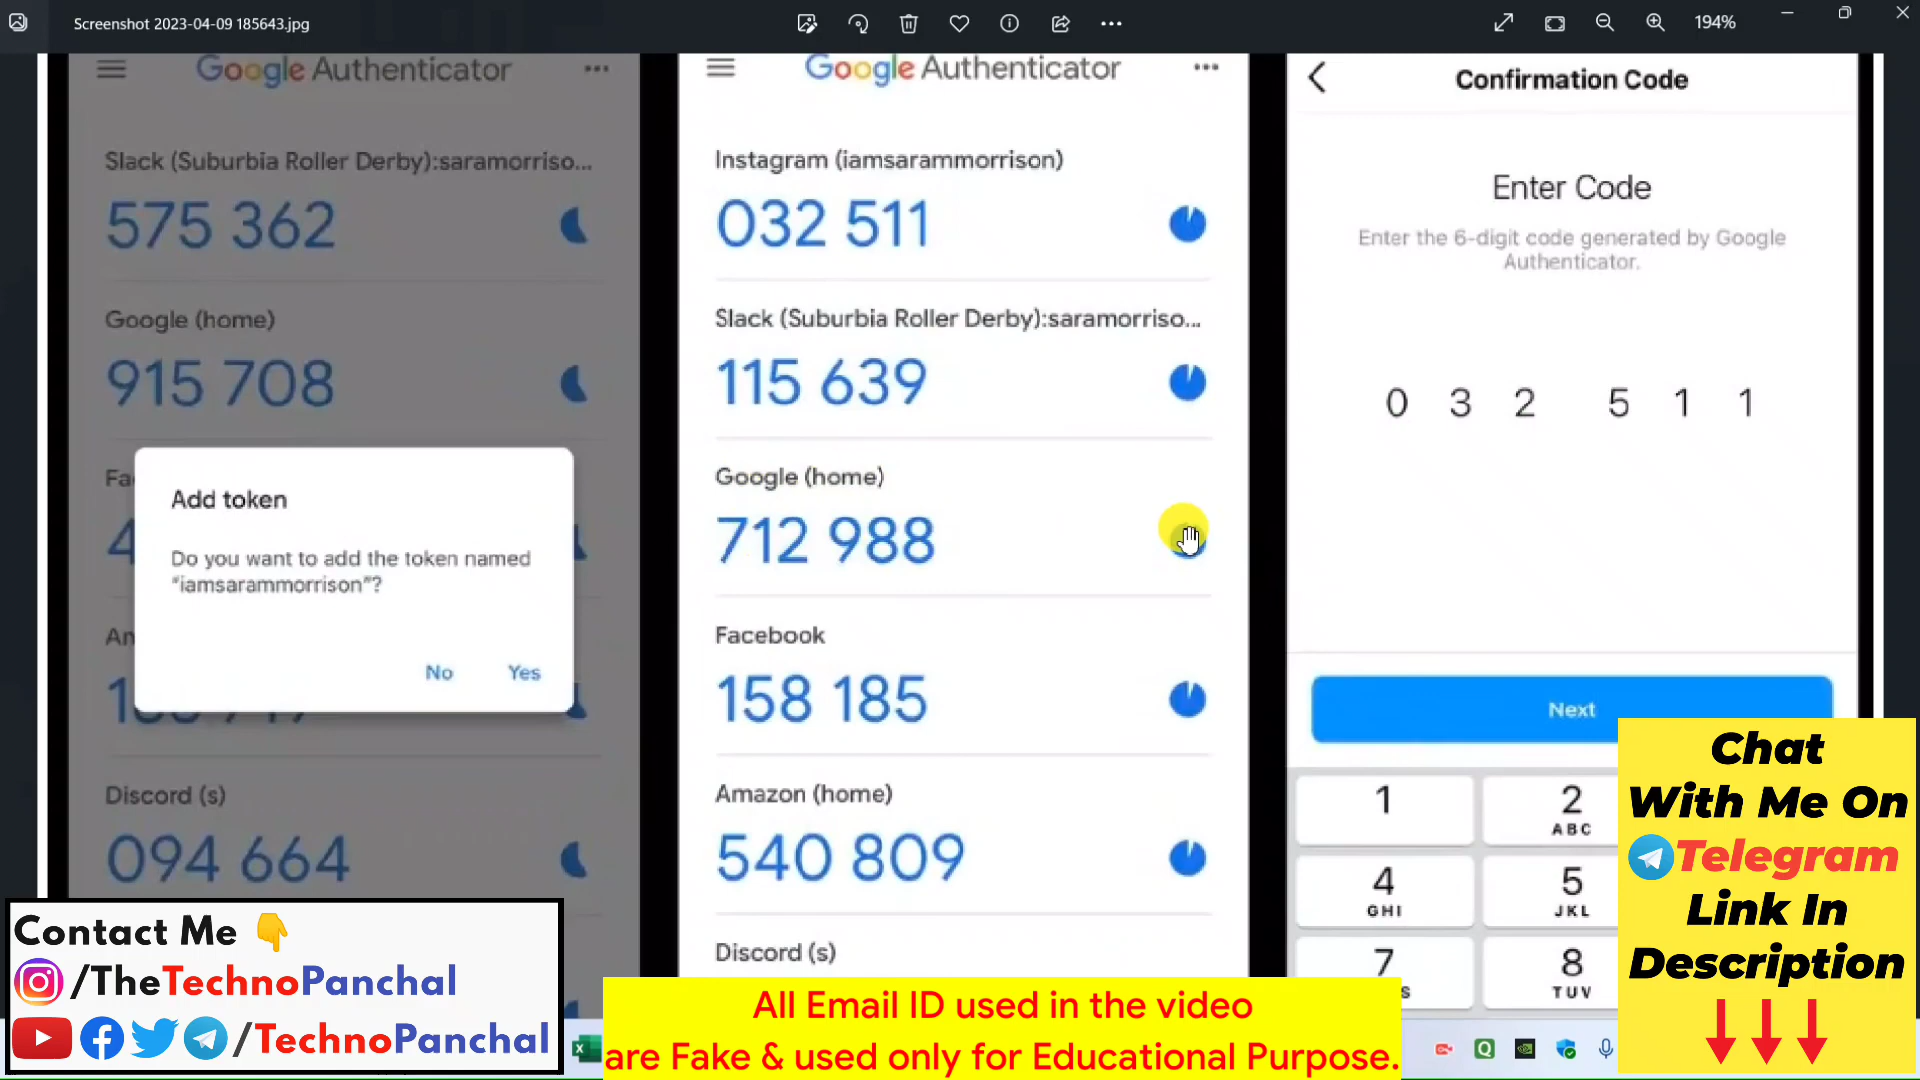 Screenshot 2023-04-09 185643.jpg
194%
Google Authenticator
Slack (Suburbia Roller Derby):saramorriso...
575 362
Google (home)
915 708
Fa
4
Add token
Do you want to add the token named
"iamsarammorrison"?
No Yes
An
Discord (s)
094 664
Google Authenticator
Instagram (iamsarammorrison)
032 511
Slack (Suburbia Roller Derby):saramorriso...
115 639
Google (home)
712 988
Facebook
158 185
Amazon (home)
540 809
Discord (s)
Confirmation Code
Enter Code
Enter the 6-digit code generated by Google
Authenticator.
0 3 2 5 1 1
Next
1
2
ABC
4
GHI
5
JKL
7
S
8
TUV
Chat
With Me On
Telegram
Link In
Description
Contact Me
/TheTechnoPanchal
/TechnoPanchal
All Email ID used in the video
are Fake & used only for Educational Purpose.